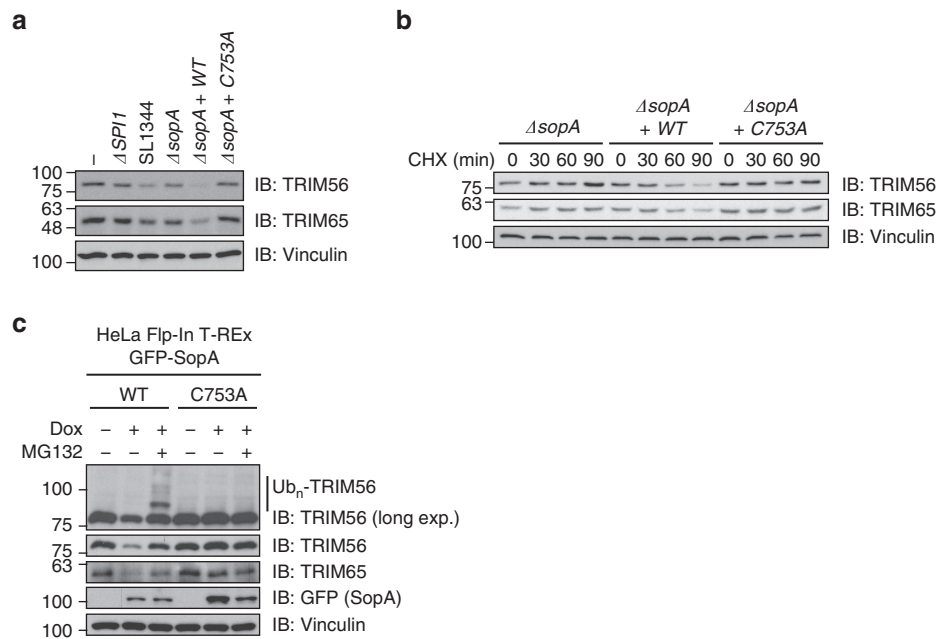 a
–
ΔSPI1
SL1344
ΔsopA
ΔsopA + WT
ΔsopA + C753A
100
75
IB: TRIM56
63
48
IB: TRIM65
100
IB: Vinculin
b
ΔsopA
ΔsopA + WT
ΔsopA + C753A
CHX (min) 0 30 60 90 0 30 60 90 0 30 60 90
75
IB: TRIM56
63
IB: TRIM65
100
IB: Vinculin
c
HeLa Flp-In T-REx
GFP-SopA
WT C753A
Dox – + + – + +
MG132 – – + – – +
100
Ubn-TRIM56
75
IB: TRIM56 (long exp.)
75
IB: TRIM56
63
IB: TRIM65
100
IB: GFP (SopA)
100
IB: Vinculin